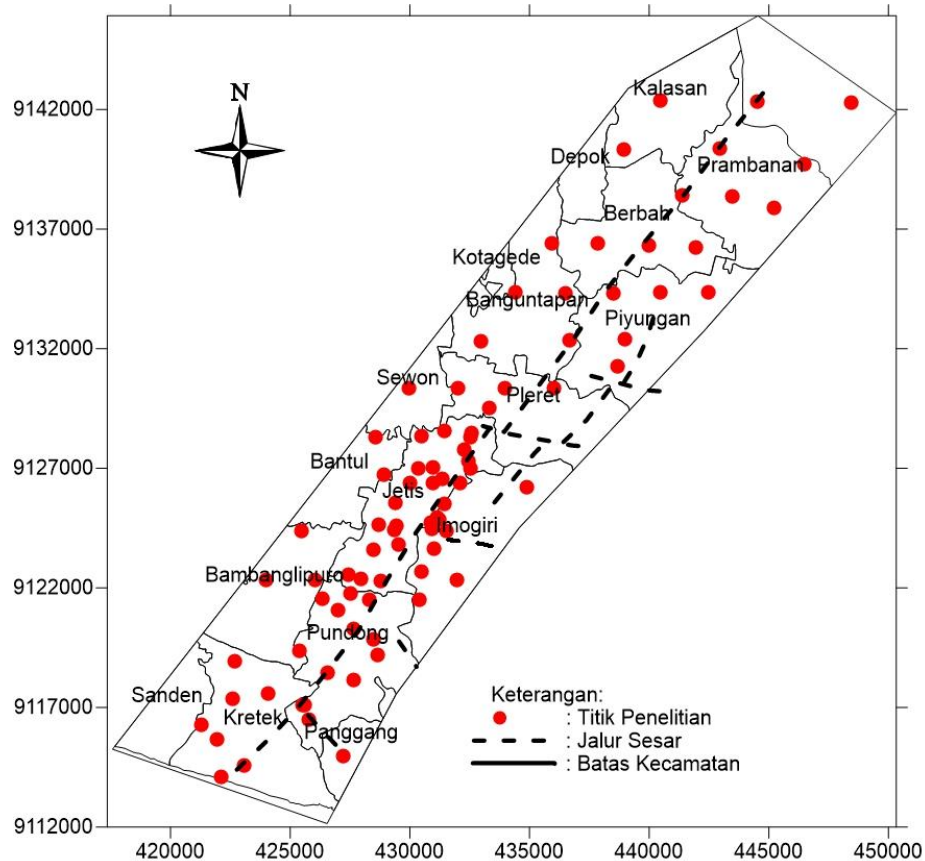 N
9142000
9137000
9132000
9127000
9122000
9117000
9112000
420000 425000 430000 435000 440000 445000 450000
Kalasan
Depok
Prambanan
Berbah
Kotagede
Banguntapan
Piyungan
Sewon
Pleret
Bantul
Jetis
Imogiri
Bambanglipuro
Pundong
Sanden
Kretek
Panggang
Keterangan:
: Titik Penelitian
: Jalur Sesar
: Batas Kecamatan